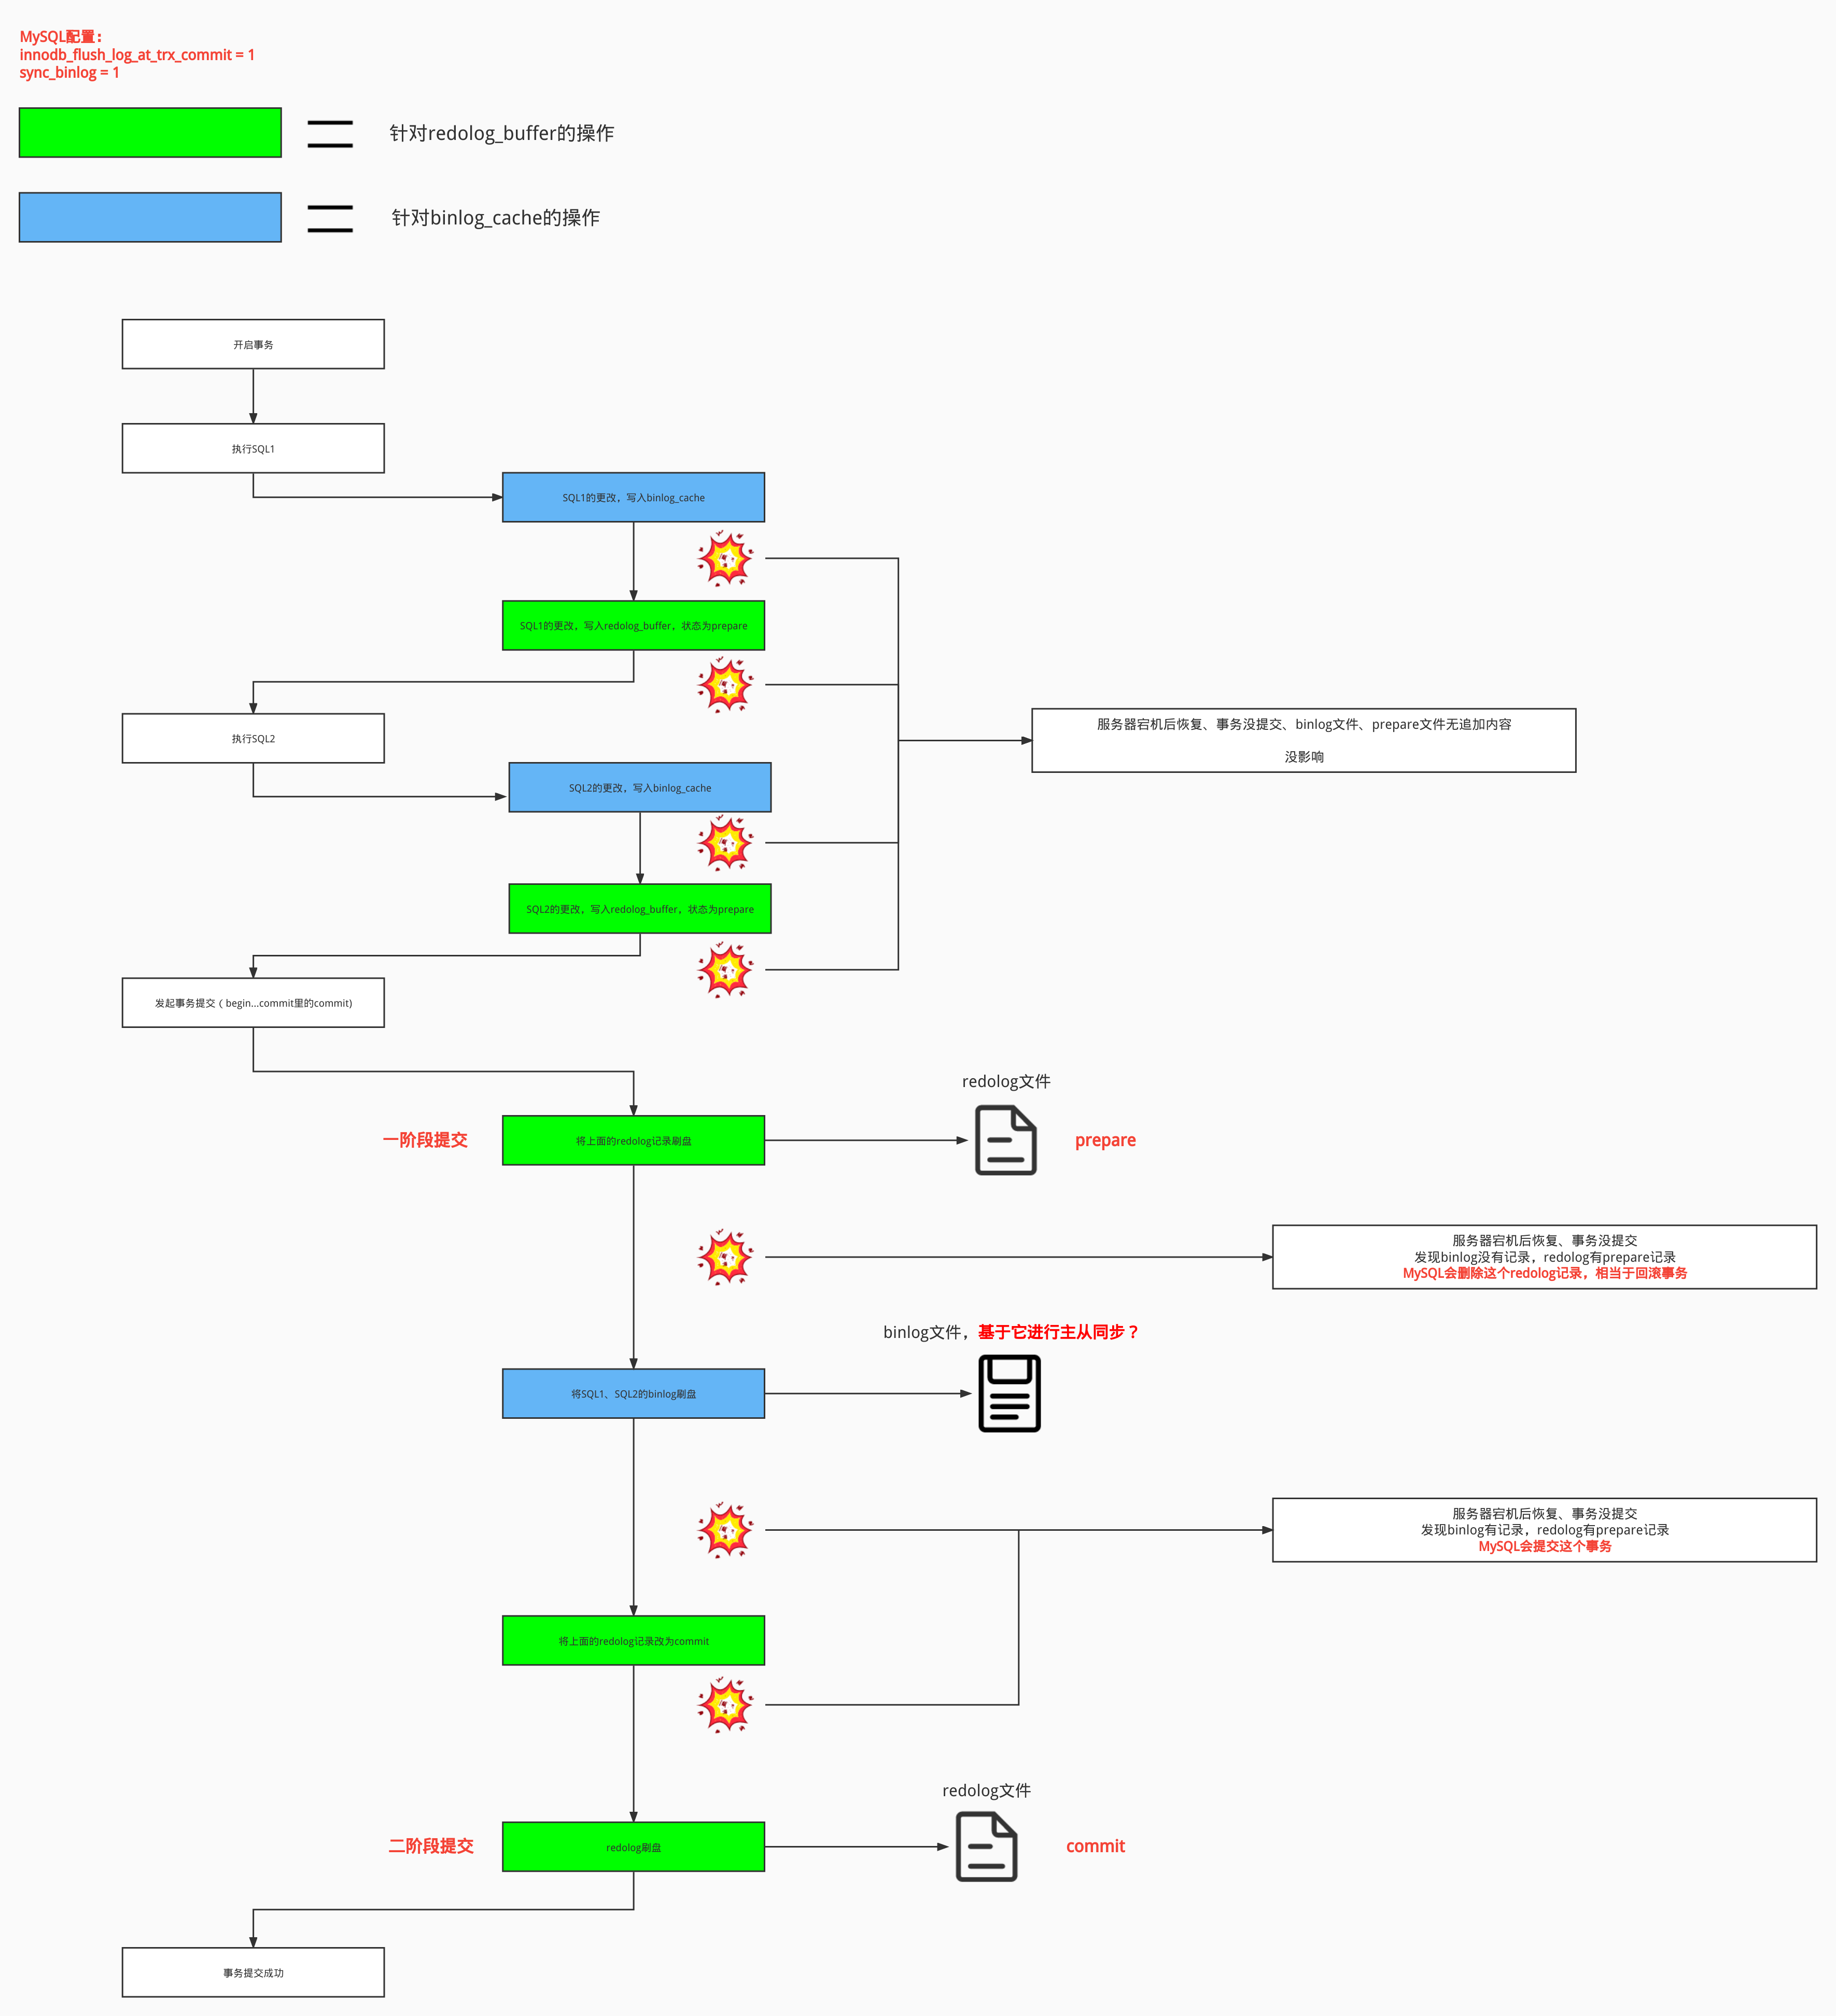 MySQL配置：
innodb_flush_log_at_trx_commit = 1
sync_binlog = 1
针对redolog_buffer的操作
针对binlog_cache的操作
开启事务
执行SQL1
SQL1的更改，写入binlog_cache
SQL1的更改，写入redolog_buffer，状态为prepare
执行SQL2
服务器宕机后恢复、事务没提交、binlog文件、prepare文件无追加内容
没影响
SQL2的更改，写入binlog_cache
SQL2的更改，写入redolog_buffer，状态为prepare
发起事务提交（begin...commit里的commit)
redolog文件
一阶段提交
将上面的redolog记录刷盘
prepare
服务器宕机后恢复、事务没提交
发现binlog没有记录，redolog有prepare记录
MySQL会删除这个redolog记录，相当于回滚事务
binlog文件，基于它进行主从同步？
将SQL1、SQL2的binlog刷盘
服务器宕机后恢复、事务没提交
发现binlog有记录，redolog有prepare记录
MySQL会提交这个事务
将上面的redolog记录改为commit
redolog文件
二阶段提交
redolog刷盘
commit
事务提交成功